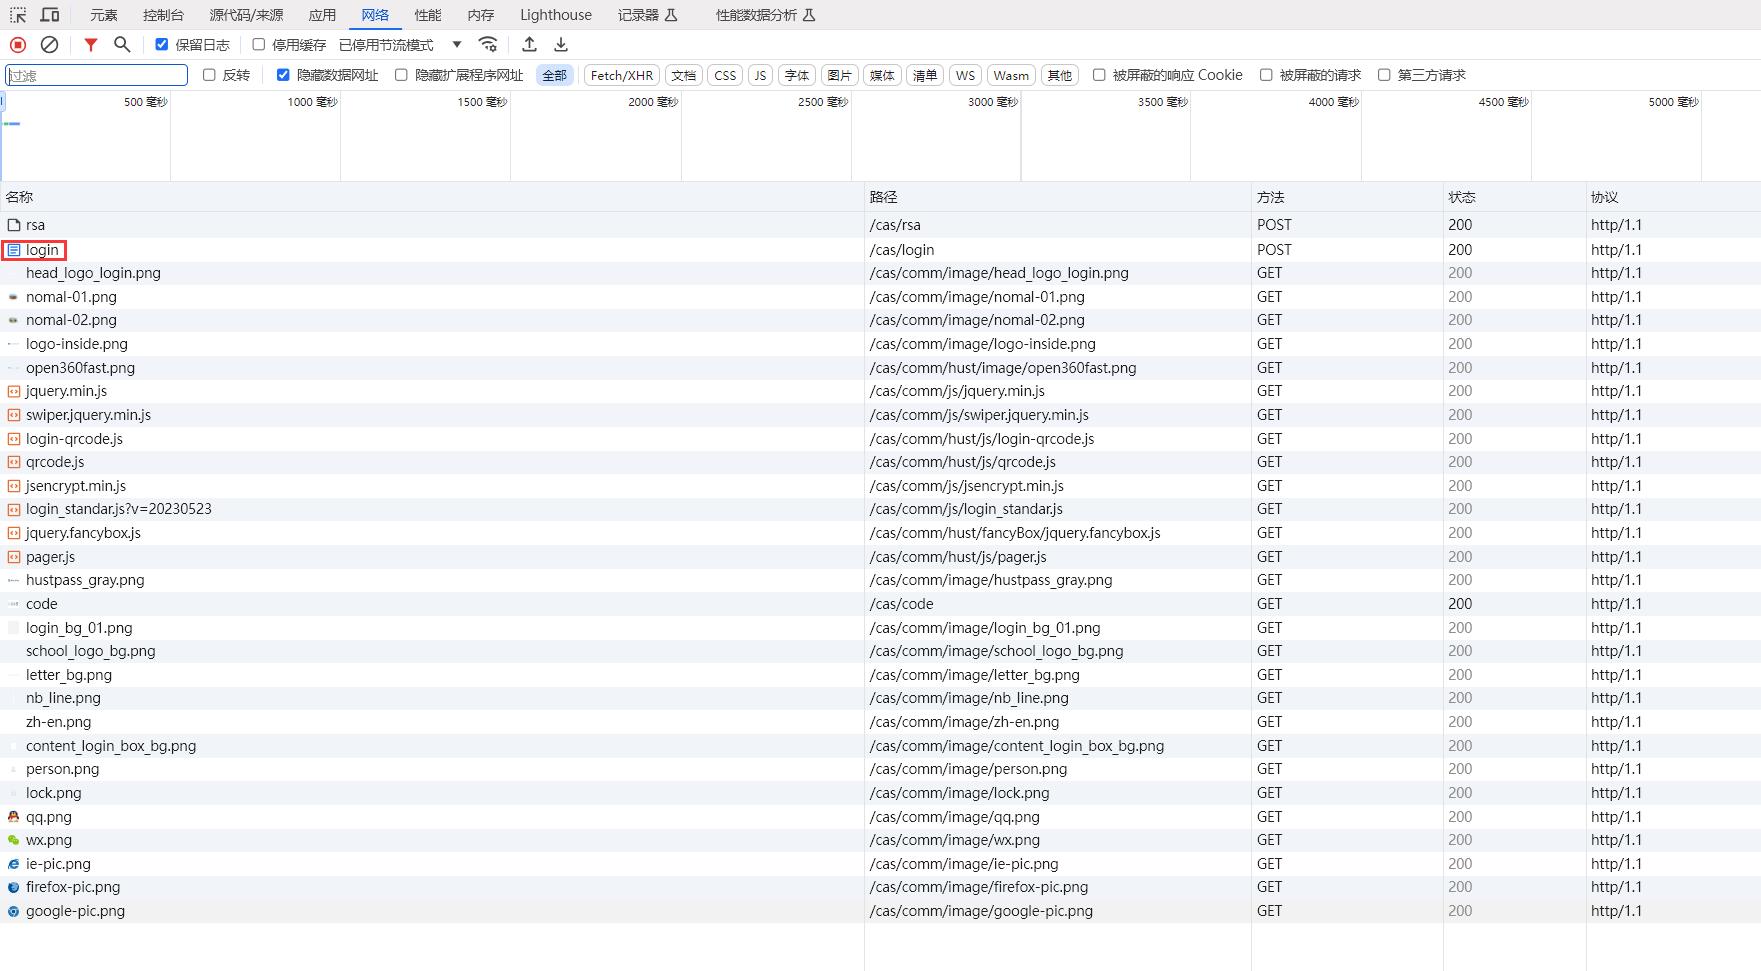 元素 控制台 源代码/来源 应用 网络 性能 内存 Lighthouse 记录器 性能数据分析
保留日志 停用缓存 已停用节流模式
过滤 反转 隐藏数据网址 隐藏扩展程序网址 全部 Fetch/XHR 文档 CSS JS 字体 图片 媒体 清单 WS Wasm 其他 被屏蔽的响应 Cookie 被屏蔽的请求 第三方请求
500 毫秒 1000 毫秒 1500 毫秒 2000 毫秒 2500 毫秒 3000 毫秒 3500 毫秒 4000 毫秒 4500 毫秒 5000 毫秒
名称 路径 方法 状态 协议
rsa /cas/rsa POST 200 http/1.1
login /cas/login POST 200 http/1.1
head_logo_login.png /cas/comm/image/head_logo_login.png GET 200 http/1.1
nomal-01.png /cas/comm/image/nomal-01.png GET 200 http/1.1
nomal-02.png /cas/comm/image/nomal-02.png GET 200 http/1.1
logo-inside.png /cas/comm/image/logo-inside.png GET 200 http/1.1
open360fast.png /cas/comm/hust/image/open360fast.png GET 200 http/1.1
jquery.min.js /cas/comm/js/jquery.min.js GET 200 http/1.1
swiper.jquery.min.js /cas/comm/js/swiper.jquery.min.js GET 200 http/1.1
login-qrcode.js /cas/comm/hust/js/login-qrcode.js GET 200 http/1.1
qrcode.js /cas/comm/hust/js/qrcode.js GET 200 http/1.1
jsencrypt.min.js /cas/comm/js/jsencrypt.min.js GET 200 http/1.1
login_standar.js?v=20230523 /cas/comm/js/login_standar.js GET 200 http/1.1
jquery.fancybox.js /cas/comm/hust/fancyBox/jquery.fancybox.js GET 200 http/1.1
pager.js /cas/comm/hust/js/pager.js GET 200 http/1.1
hustpass_gray.png /cas/comm/image/hustpass_gray.png GET 200 http/1.1
code /cas/code GET 200 http/1.1
login_bg_01.png /cas/comm/image/login_bg_01.png GET 200 http/1.1
school_logo_bg.png /cas/comm/image/school_logo_bg.png GET 200 http/1.1
letter_bg.png /cas/comm/image/letter_bg.png GET 200 http/1.1
nb_line.png /cas/comm/image/nb_line.png GET 200 http/1.1
zh-en.png /cas/comm/image/zh-en.png GET 200 http/1.1
content_login_box_bg.png /cas/comm/image/content_login_box_bg.png GET 200 http/1.1
person.png /cas/comm/image/person.png GET 200 http/1.1
lock.png /cas/comm/image/lock.png GET 200 http/1.1
qq.png /cas/comm/image/qq.png GET 200 http/1.1
wx.png /cas/comm/image/wx.png GET 200 http/1.1
ie-pic.png /cas/comm/image/ie-pic.png GET 200 http/1.1
firefox-pic.png /cas/comm/image/firefox-pic.png GET 200 http/1.1
google-pic.png /cas/comm/image/google-pic.png GET 200 http/1.1